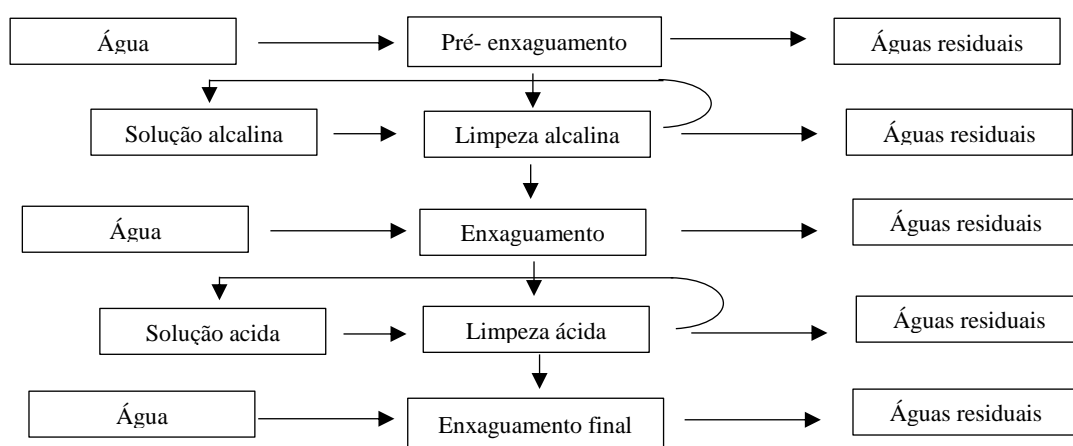 Água
Pré- enxaguamento
Águas residuais
Solução alcalina
Limpeza alcalina
Águas residuais
Água
Enxaguamento
Águas residuais
Solução acida
Limpeza ácida
Águas residuais
Água
Enxaguamento final
Águas residuais